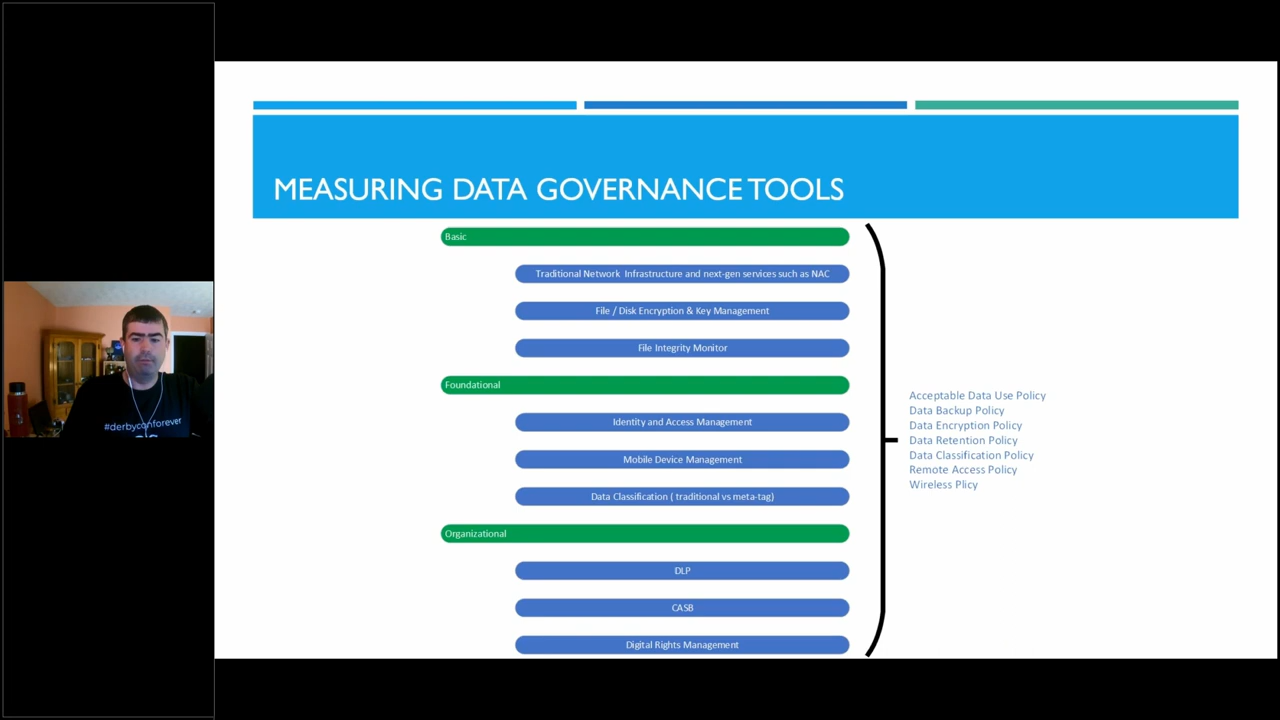 MEASURING DATA GOVERNANCE TOOLS
Basic
Traditional Network Infrastructure and next-gen services such as NAC
File / Disk Encryption & Key Management
File Integrity Monitor
Foundational
Identity and Access Management
Mobile Device Management
Data Classification ( traditional vs meta-tag)
Organizational
DLP
CASB
Digital Rights Management
Acceptable Data Use Policy
Data Backup Policy
Data Encryption Policy
Data Retention Policy
Data Classification Policy
Remote Access Policy
Wireless Plicy
#derbyconforever